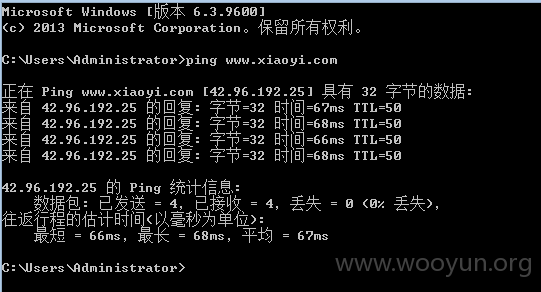 Microsoft Windows [版本 6.3.9600]
(c) 2013 Microsoft Corporation。保留所有权利。
C:\Users\Administrator>ping www.xiaoyi.com
正在 Ping www.xiaoyi.com [42.96.192.25] 具有 32 字节的数据:
来自 42.96.192.25 的回复: 字节=32 时间=67ms TTL=50
来自 42.96.192.25 的回复: 字节=32 时间=68ms TTL=50
来自 42.96.192.25 的回复: 字节=32 时间=66ms TTL=50
来自 42.96.192.25 的回复: 字节=32 时间=68ms TTL=50
42.96.192.25 的 Ping 统计信息:
数据包: 已发送 = 4，已接收 = 4，丢失 = 0 (0% 丢失)，
往返行程的估计时间(以毫秒为单位):
最短 = 66ms，最长 = 68ms，平均 = 67ms
C:\Users\Administrator>
www.wooyun.org